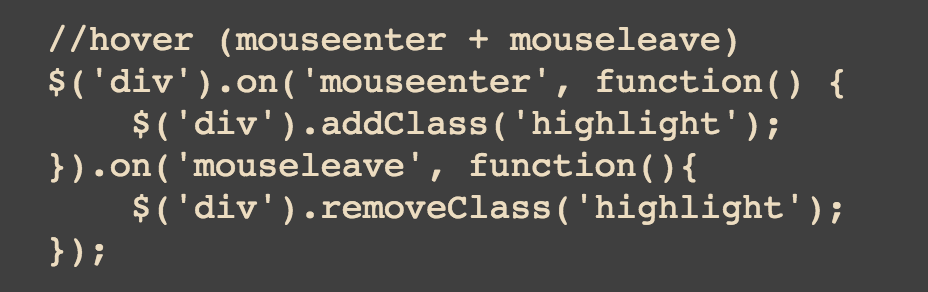 //hover (mouseenter + mouseleave)
$('div').on('mouseenter', function() {
    $('div').addClass('highlight');
}).on('mouseleave', function(){
    $('div').removeClass('highlight');
});